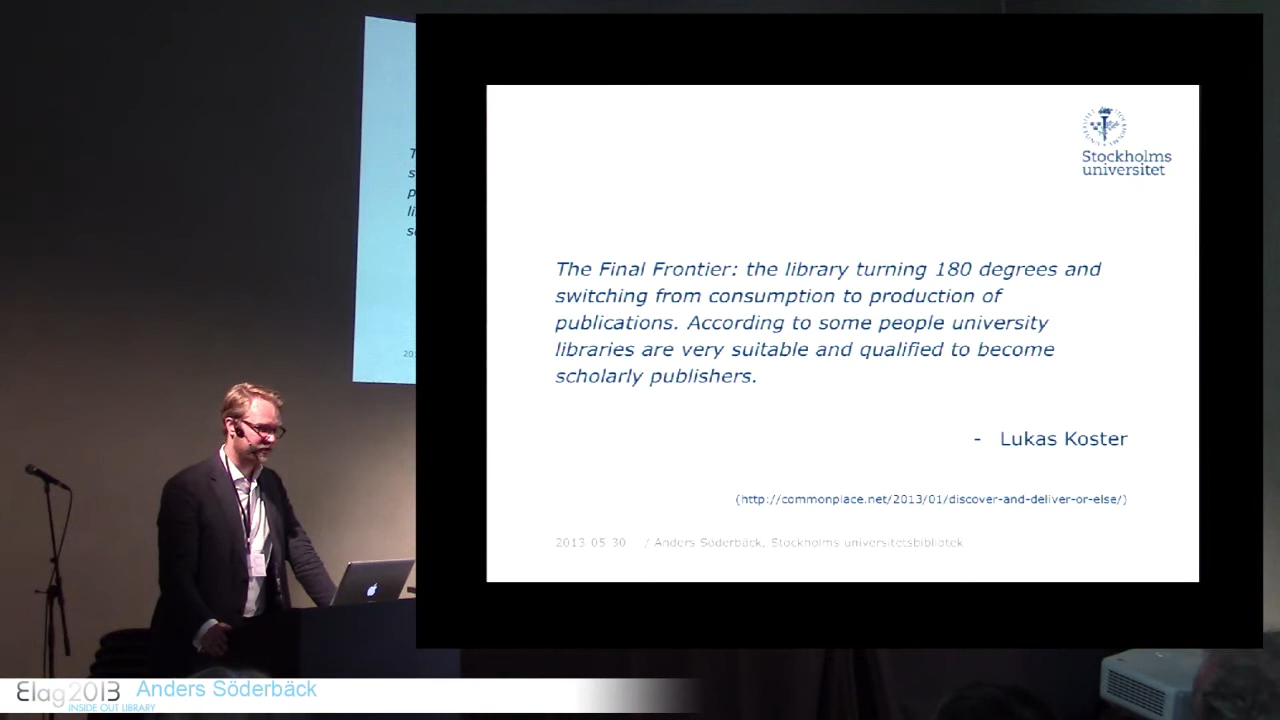 Stockholms
universitet
The Final Frontier: the library turning 180 degrees and
switching from consumption to production of
publications. According to some people university
libraries are very suitable and qualified to become
scholarly publishers.
- Lukas Koster
(http://commonplace.net/2013/01/discover-and-deliver-or-else/)
2013-05-30 / Anders Söderbäck, Stockholms universitetsbibliotek
Elag2013 Anders Söderbäck
INSIDE OUT LIBRARY